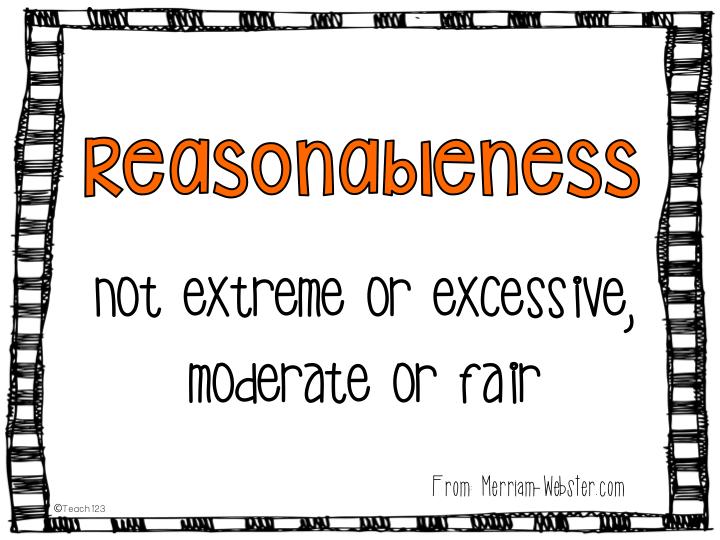 Reasonableness
not extreme or excessive,
moderate or fair
From: Merriam-Webster.com
©Teach123